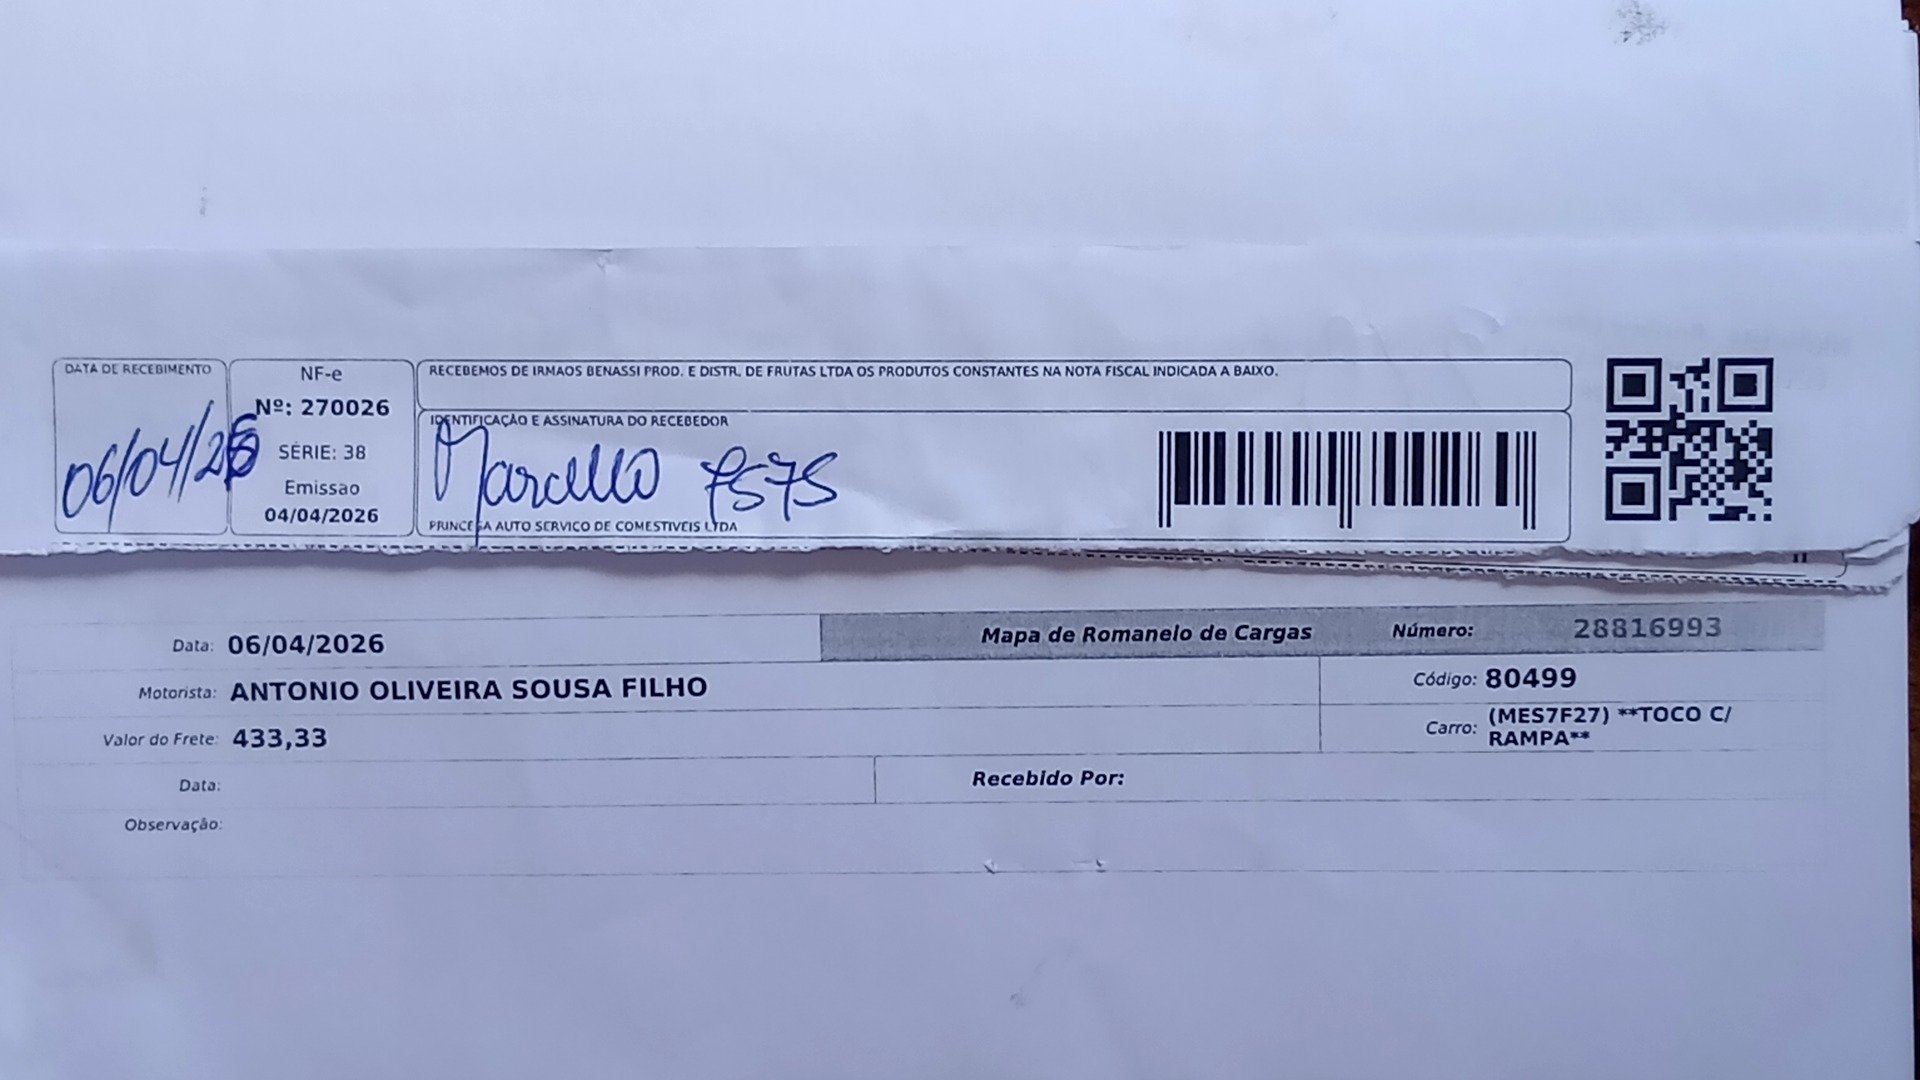 DATA DE RECEBIMENTO
06/04/26
NF-e
Nº: 270026
SÉRIE: 38
Emissao
04/04/2026
RECEBEMOS DE IRMAOS BENASSI PROD. E DISTR. DE FRUTAS LTDA OS PRODUTOS CONSTANTES NA NOTA FISCAL INDICADA A BAIXO.
IDENTIFICAÇÃO E ASSINATURA DO RECEBEDOR
Marcello 7575
PRINCESA AUTO SERVICO DE COMESTIVEIS LTDA
Data: 06/04/2026
Mapa de Romaneio de Cargas
Número: 28816993
Motorista: ANTONIO OLIVEIRA SOUSA FILHO
Código: 80499
Valor do Frete: 433,33
Carro: (MES7F27) **TOCO C/
RAMPA**
Data:
Recebido Por:
Observação: